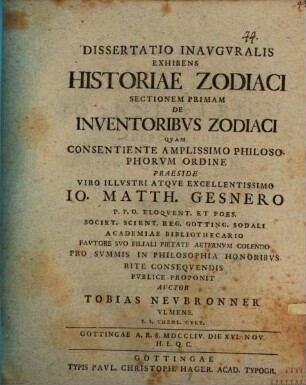 44.
DISSERTATIO INAVGVRALIS
EXHIBENS
HISTORIAE ZODIACI
SECTIONEM PRIMAM
DE
INVENTORIBVS ZODIACI
QVAM
CONSENTIENTE AMPLISSIMO PHILOSO-
PHORVM ORDINE
PRAESIDE
VIRO ILLVSTRI ATQVE EXCELLENTISSIMO
IO. MATTH. GESNERO
P. P. O. ELOQVENT. ET POES.
SOCIET. SCIENT. REG. GOTTING. SODALI
ACADEMIAE BIBLIOTHECARIO
FAVTORE SVO FILIALI PIETATE AETERNVM COLENDO
PRO SVMMIS IN PHILOSOPHIA HONORIBVS
RITE CONSEQVENDIS
PVBLICE PROPONIT
AVCTOR
TOBIAS NEVBRONNER
VLMENS.
THEOL. CVLT.
GOTTINGAE A. R. S. MDCCLIV. DIE XVI. NOV.
H. L. Q. C.
GOTTINGAE
TYPIS PAVL. CHRISTOPH. HAGER. ACAD. TYPOGR.